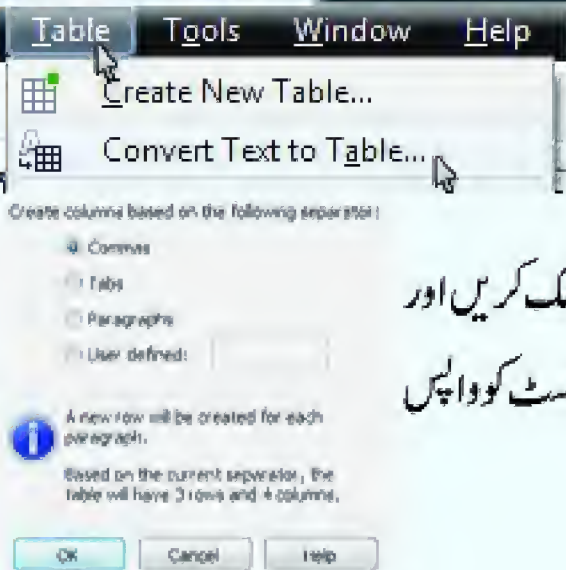 Table Tools Window Help
Create New Table...
Convert Text to Table...
Create columns based on the following separator:
Commas
Tabs
Paragraphs
User defined:
کریں اور
کو واپس
A new row will be created for each
paragraph.
Based on the current separator, the
table will have 3 rows and 4 columns.
OK Cancel Help